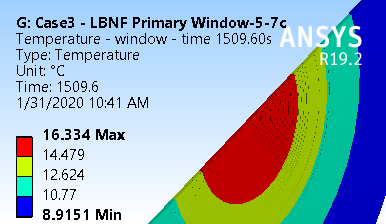 G: Case3 - LBNF Primary Window-5-7c
Temperature - window - time 1509.60s
Type: Temperature
Unit: °C
Time: 1509.6
1/31/2020 10:41 AM
ANSYS
R19.2
16.334 Max
14.479
12.624
10.77
8.9151 Min